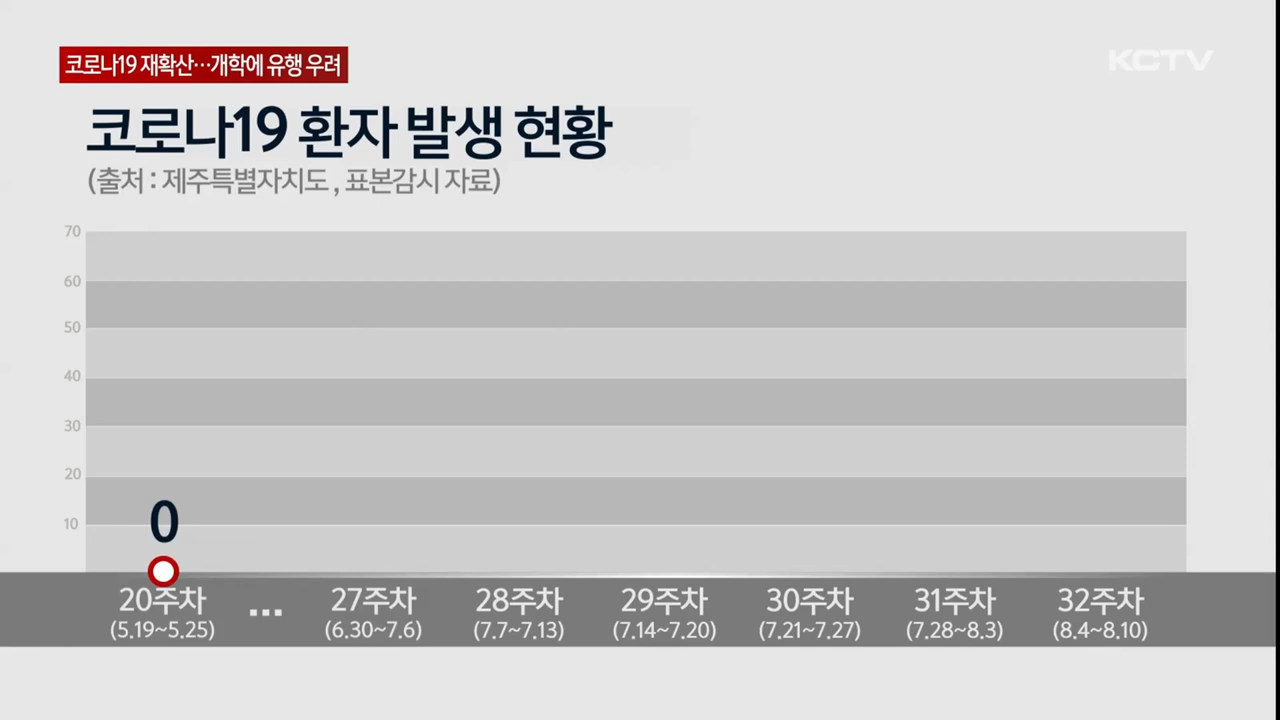 코로나19 재확산…개학에 유행 우려
KCTV
코로나19 환자 발생 현황
(출처 : 제주특별자치도 , 표본감시 자료)
70
60
50
40
30
20
10
0
20주차 ... 27주차 28주차 29주차 30주차 31주차 32주차
(5.19~5.25) (6.30~7.6) (7.7~7.13) (7.14~7.20) (7.21~7.27) (7.28~8.3) (8.4~8.10)